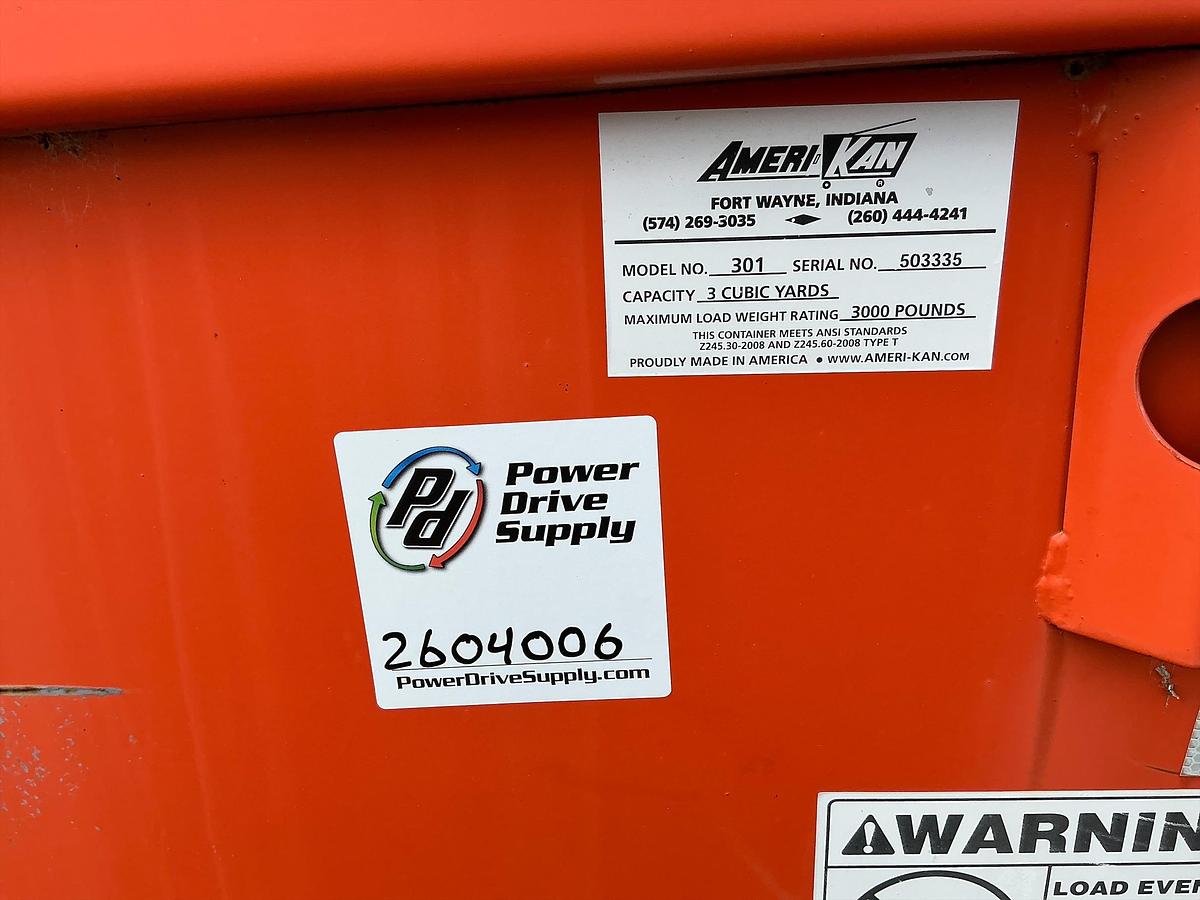 AMERI-KAN
®
FORT WAYNE, INDIANA
(574) 269-3035 (260) 444-4241
MODEL NO. 301 SERIAL NO. 503335
CAPACITY 3 CUBIC YARDS
MAXIMUM LOAD WEIGHT RATING 3000 POUNDS
THIS CONTAINER MEETS ANSI STANDARDS
Z245.30-2008 AND Z245.60-2008 TYPE T
PROUDLY MADE IN AMERICA • WWW.AMERI-KAN.COM
Pd
Power
Drive
Supply
2604006
PowerDriveSupply.com
WARNIN
LOAD EVE